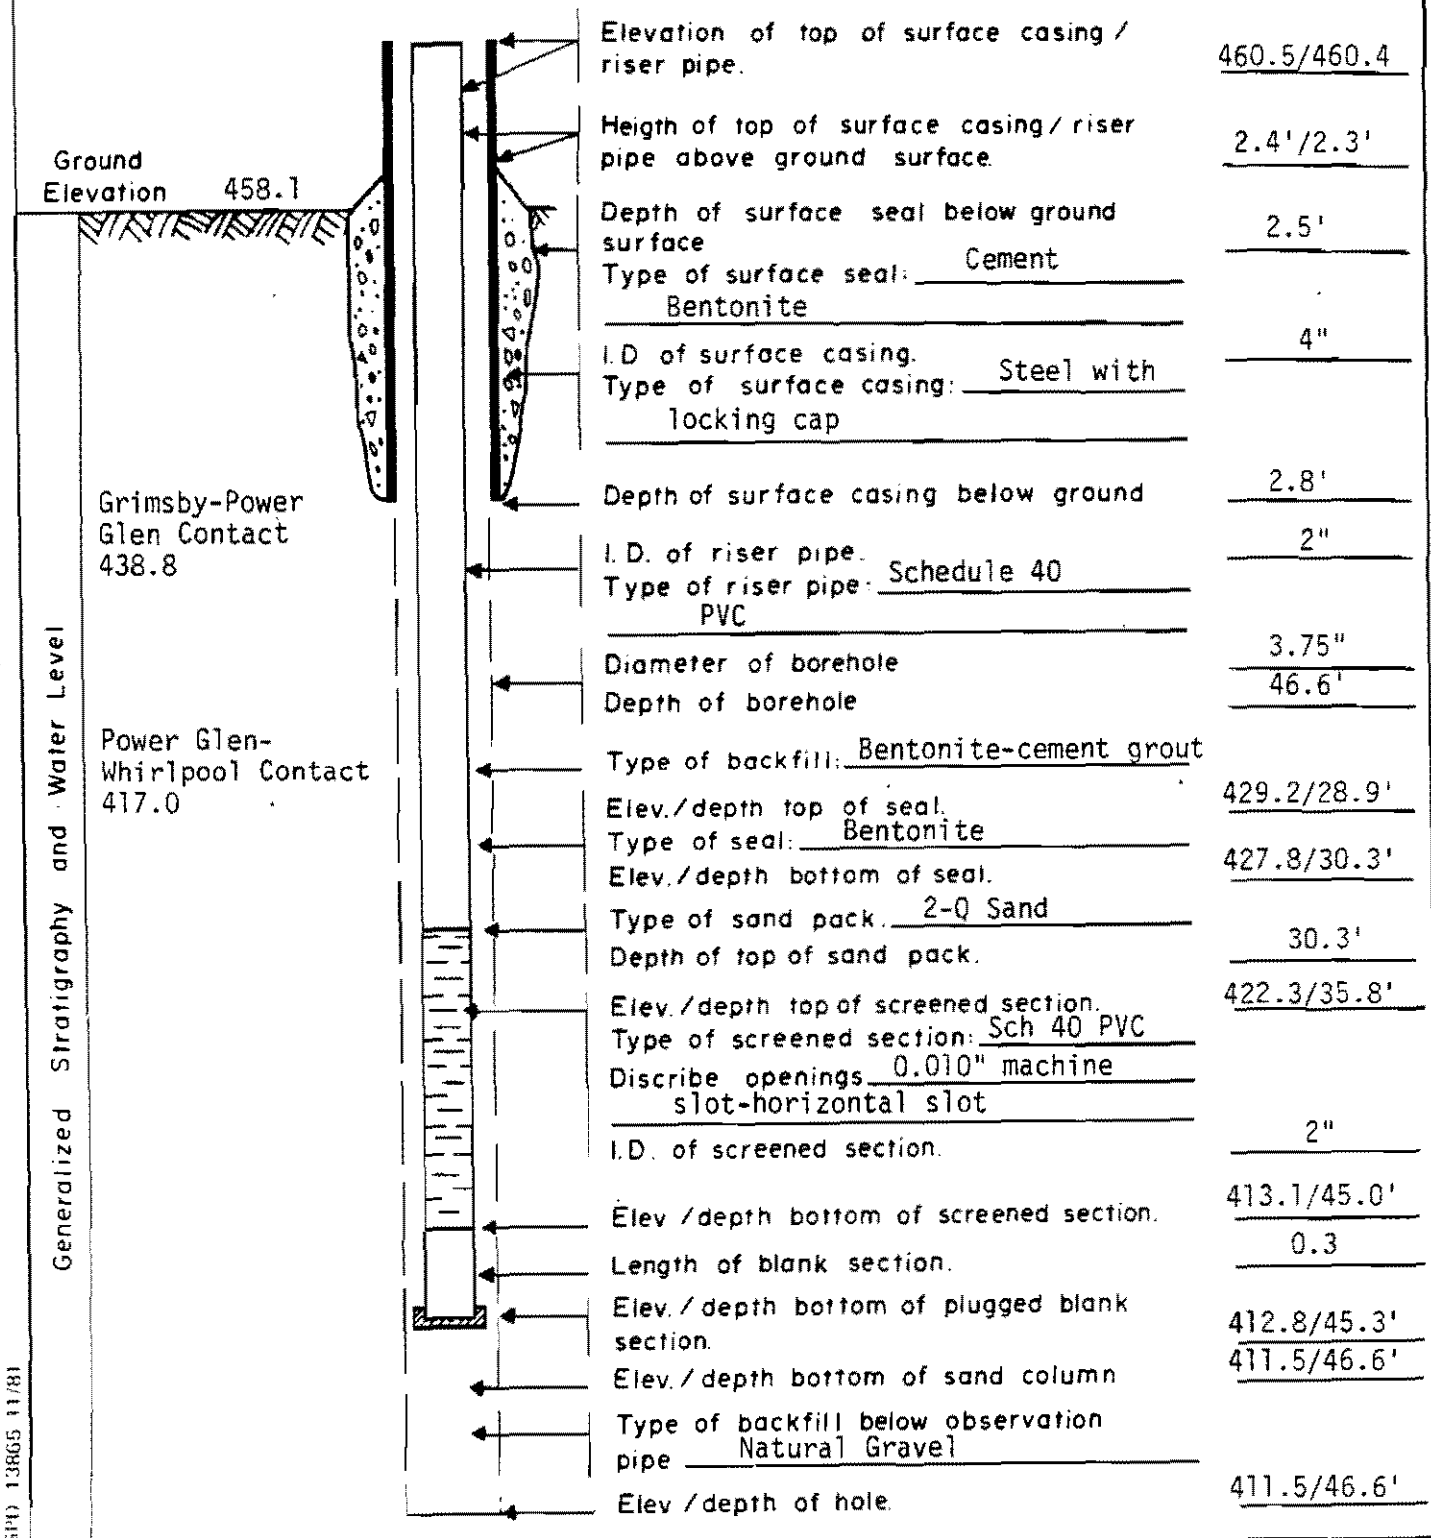 Elevation of top of surface casing /
riser pipe.
460.5/460.4
Heigth of top of surface casing / riser
pipe above ground surface.
2.4'/2.3'
Ground
Elevation 458.1
Depth of surface seal below ground
surface
2.5'
Type of surface seal: Cement
Bentonite
I.D of surface casing.
4"
Type of surface casing: Steel with
locking cap
Depth of surface casing below ground
2.8'
Grimsby-Power
Glen Contact
438.8
I.D. of riser pipe.
2"
Type of riser pipe: Schedule 40
PVC
Diameter of borehole
3.75"
Depth of borehole
46.6'
Power Glen-
Whirlpool Contact
417.0
Type of backfill: Bentonite-cement grout
Elev./depth top of seal.
429.2/28.9'
Type of seal: Bentonite
Elev./depth bottom of seal.
427.8/30.3'
Type of sand pack. 2-Q Sand
Depth of top of sand pack.
30.3'
Elev./depth top of screened section.
422.3/35.8'
Type of screened section: Sch 40 PVC
Discribe openings 0.010" machine
slot-horizontal slot
I.D. of screened section.
2"
Elev /depth bottom of screened section.
413.1/45.0'
Length of blank section.
0.3
Elev./depth bottom of plugged blank
section.
412.8/45.3'
Elev./depth bottom of sand column
411.5/46.6'
Type of backfill below observation
pipe Natural Gravel
Elev /depth of hole.
411.5/46.6'
Generalized Stratigraphy and Water Level
13865 11/81